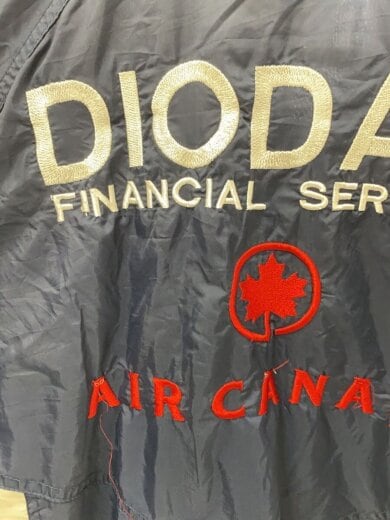 DIODA
FINANCIAL SER
AIR CANA